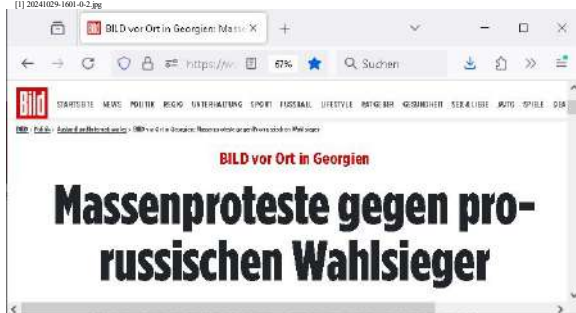 [1] 20241029-1601-0-2.jpg
BILD vor Ort in Georgien: Masse
https://w
67%
Suchen
Bild
STARTSEITE NEWS POLITIK REGIO UNTERHALTUNG SPORT FUSSBALL LIFESTYLE RATGEBER GESUNDHEIT SEX & LIEBE AUTO SPIELE
BILD vor Ort in Georgien
Massenproteste gegen pro-
russischen Wahlsieger